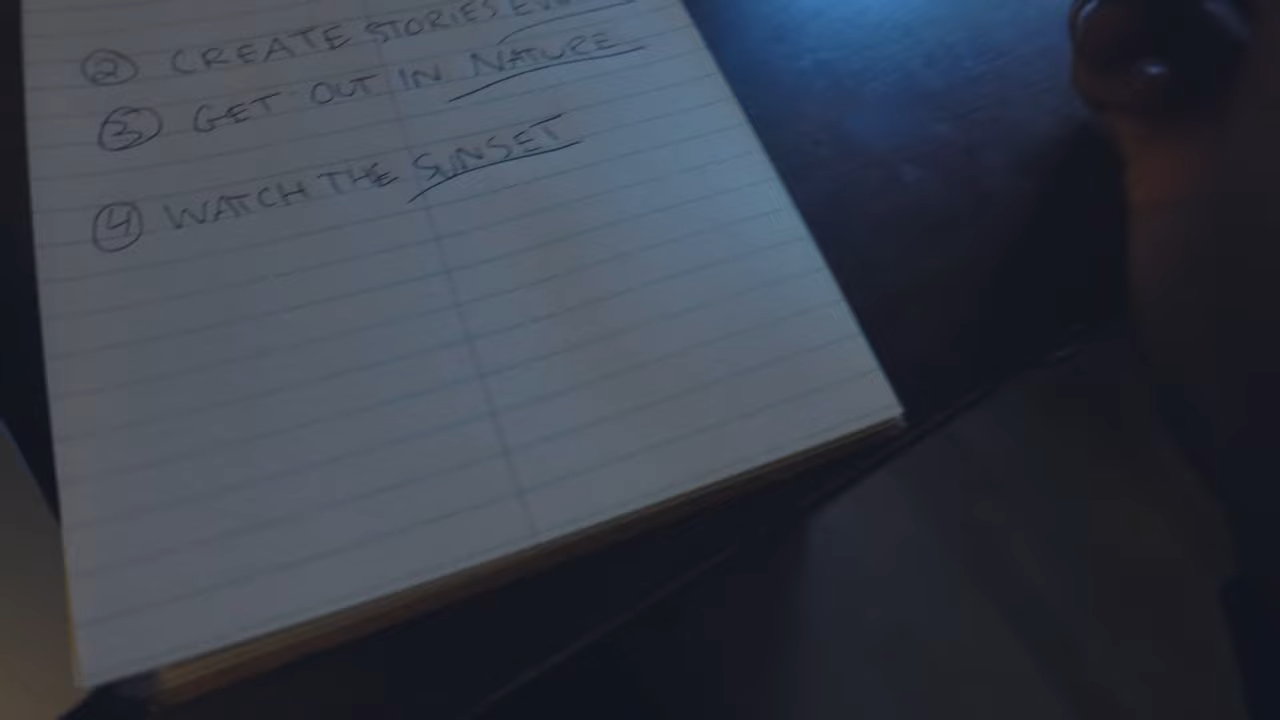 ② CREATE STORIES
③ GET OUT IN NATURE
④ WATCH THE SUNSET